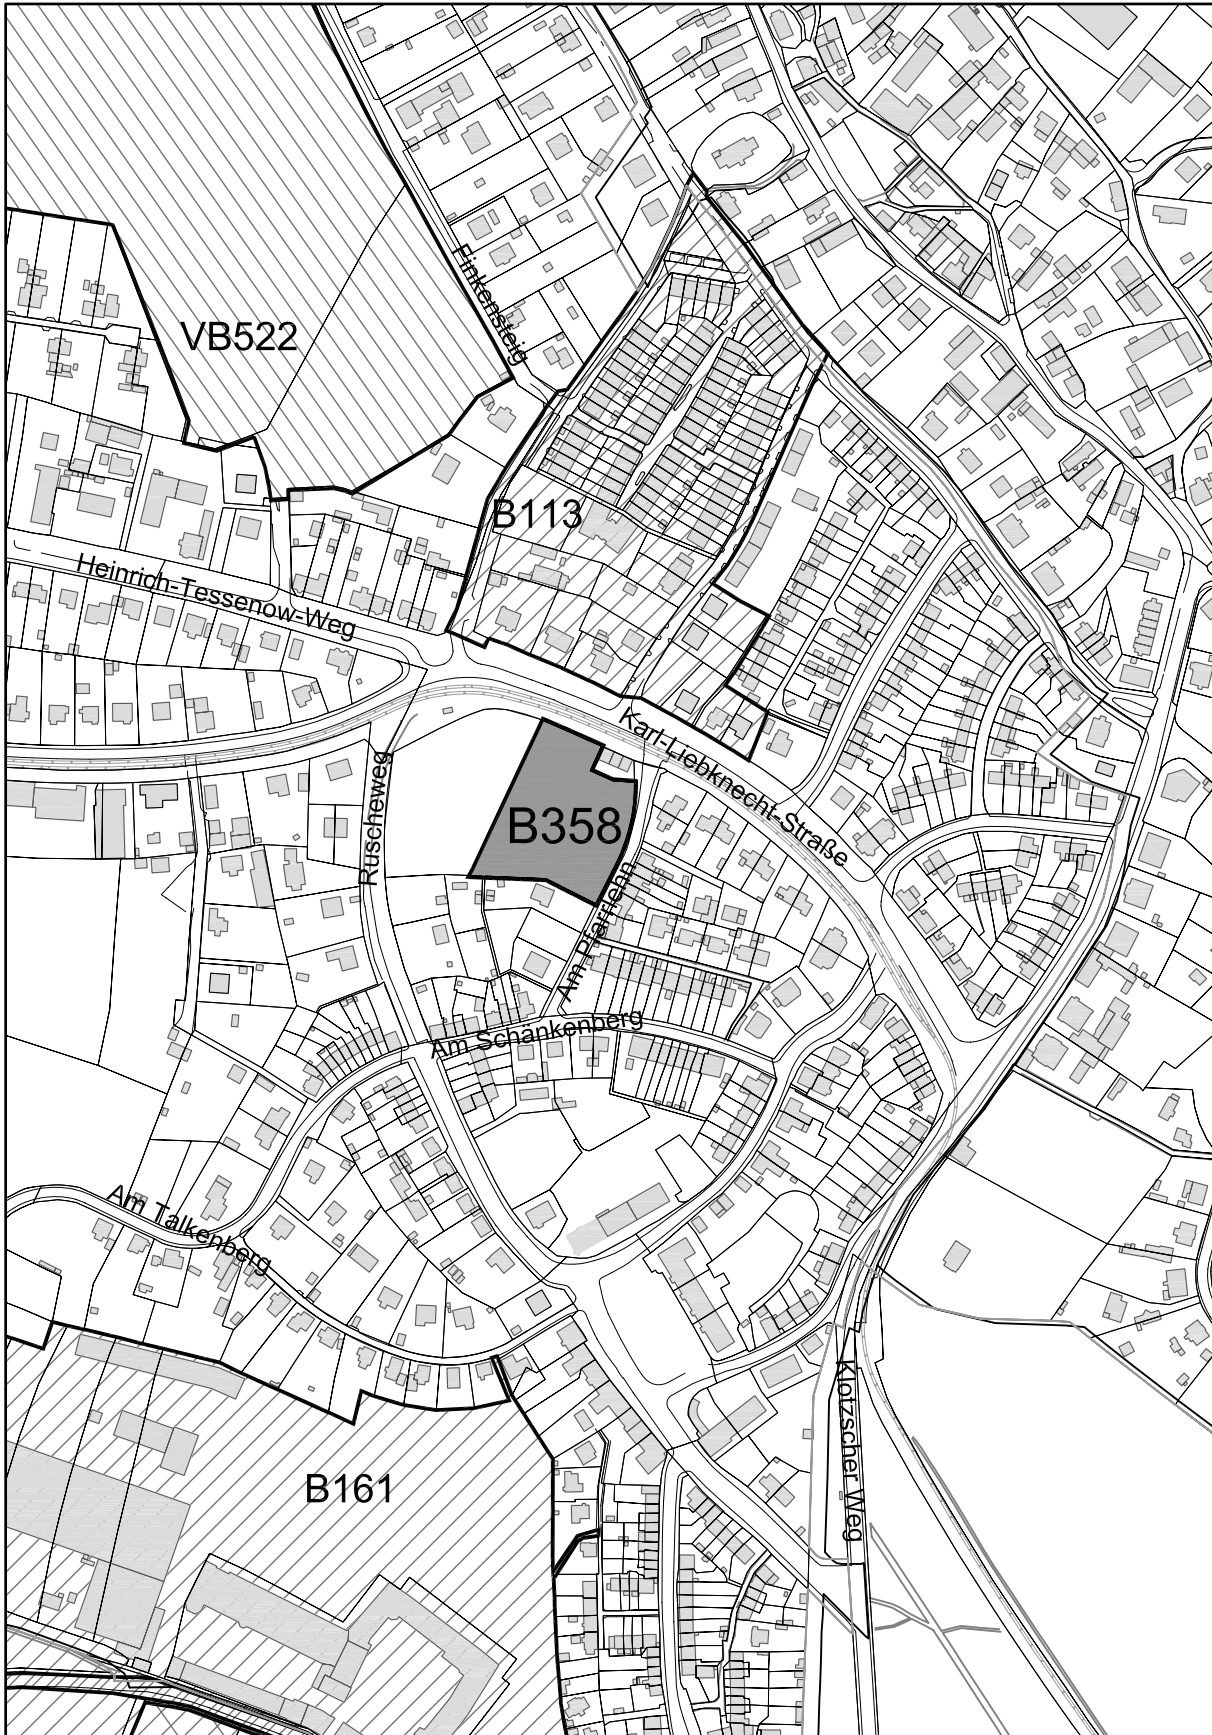 Finkensteig
VB522
B113
Heinrich-Tessenow-Weg
Karl-Liebknecht-Straße
Ruscheweg
B358
Am Pfarrlehn
Am Schänkenberg
Am Talkenberg
Klotzscher Weg
B161